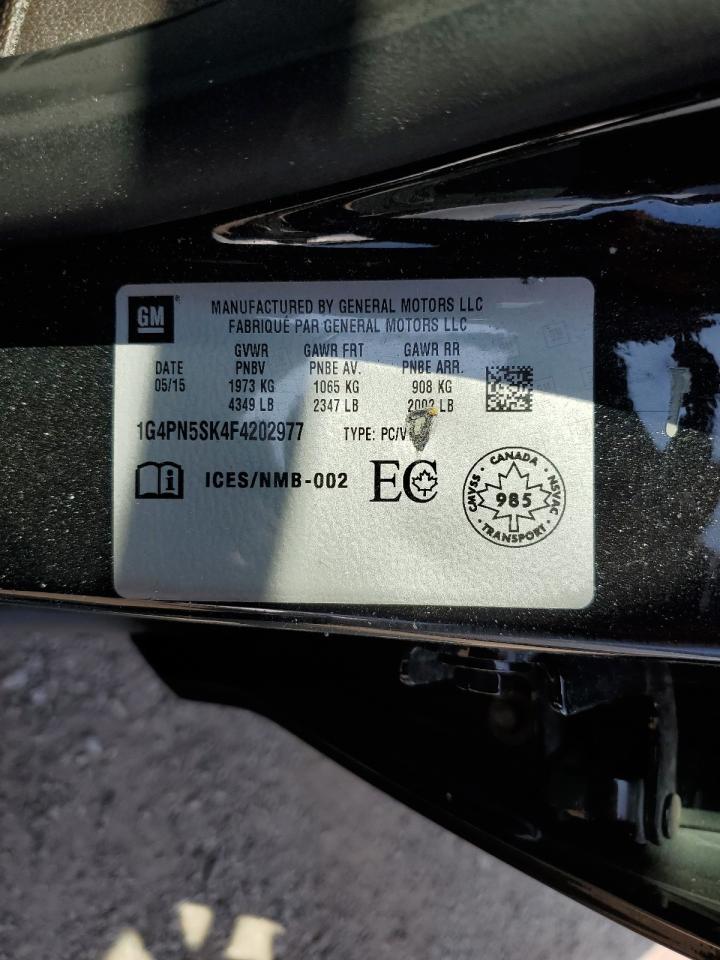 GM
MANUFACTURED BY GENERAL MOTORS LLC
FABRIQUÉ PAR GENERAL MOTORS LLC
GVWR GAWR FRT GAWR RR
DATE PNBV PNBE AV. PNBE ARR.
05/15 1973 KG 1065 KG 908 KG
4349 LB 2347 LB 2002 LB
1G4PN5SK4F4202977 TYPE: PC/V
i ICES/NMB-002 EC
CANADA
CMVSS 985 NSVAC
TRANSPORT